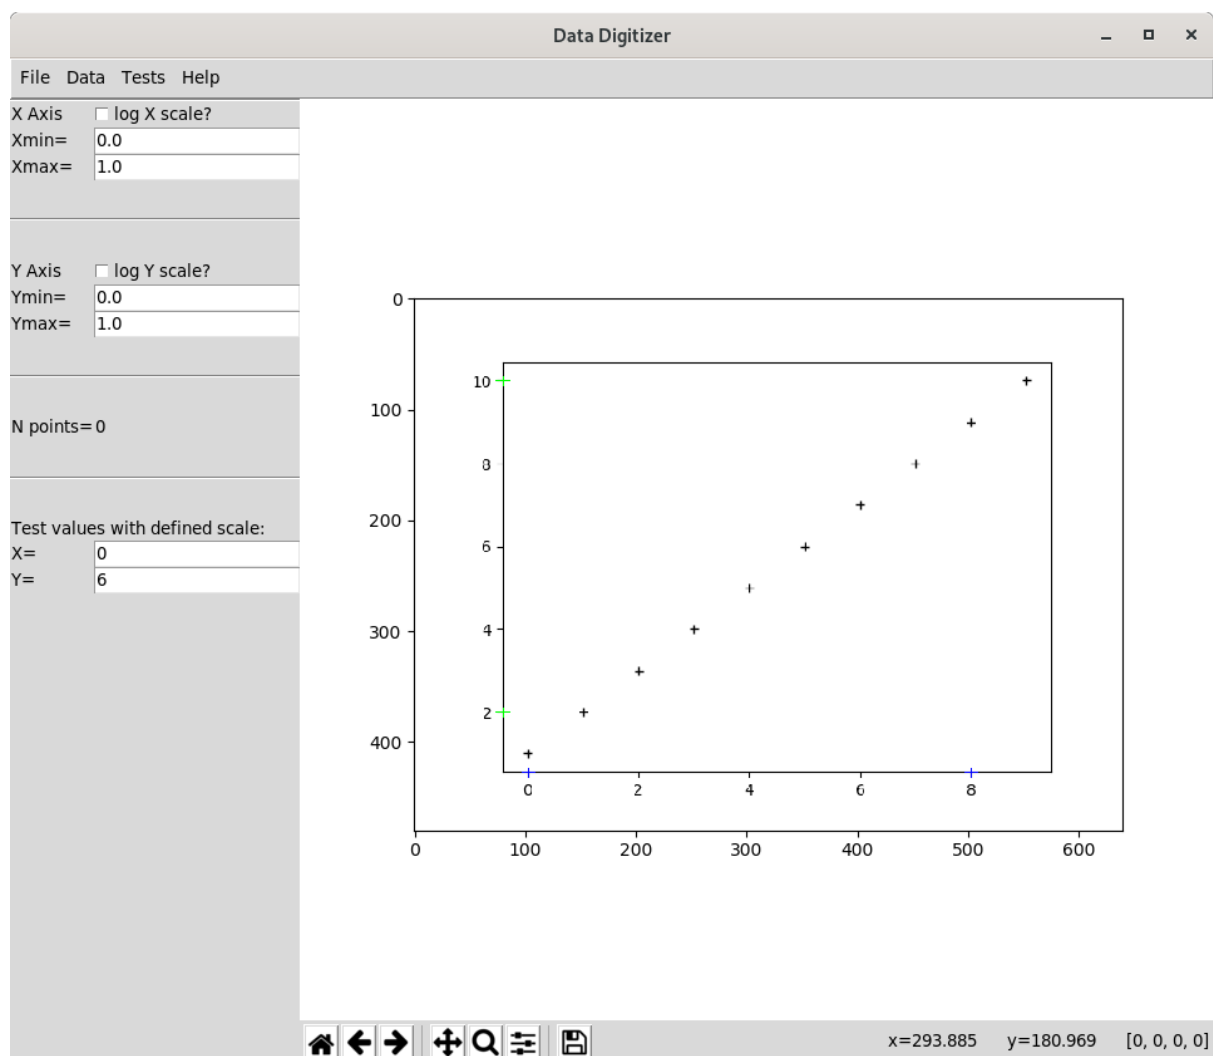 Data Digitizer
File Data Tests Help
X Axis log X scale?
Xmin= 0.0
Xmax= 1.0
Y Axis log Y scale?
Ymin= 0.0
Ymax= 1.0
N points= 0
Test values with defined scale:
X= 0
Y= 6
0
10
100
8
200
6
300
4
2
400
0 2 4 6 8
0 100 200 300 400 500 600
x=293.885 y=180.969 [0, 0, 0, 0]